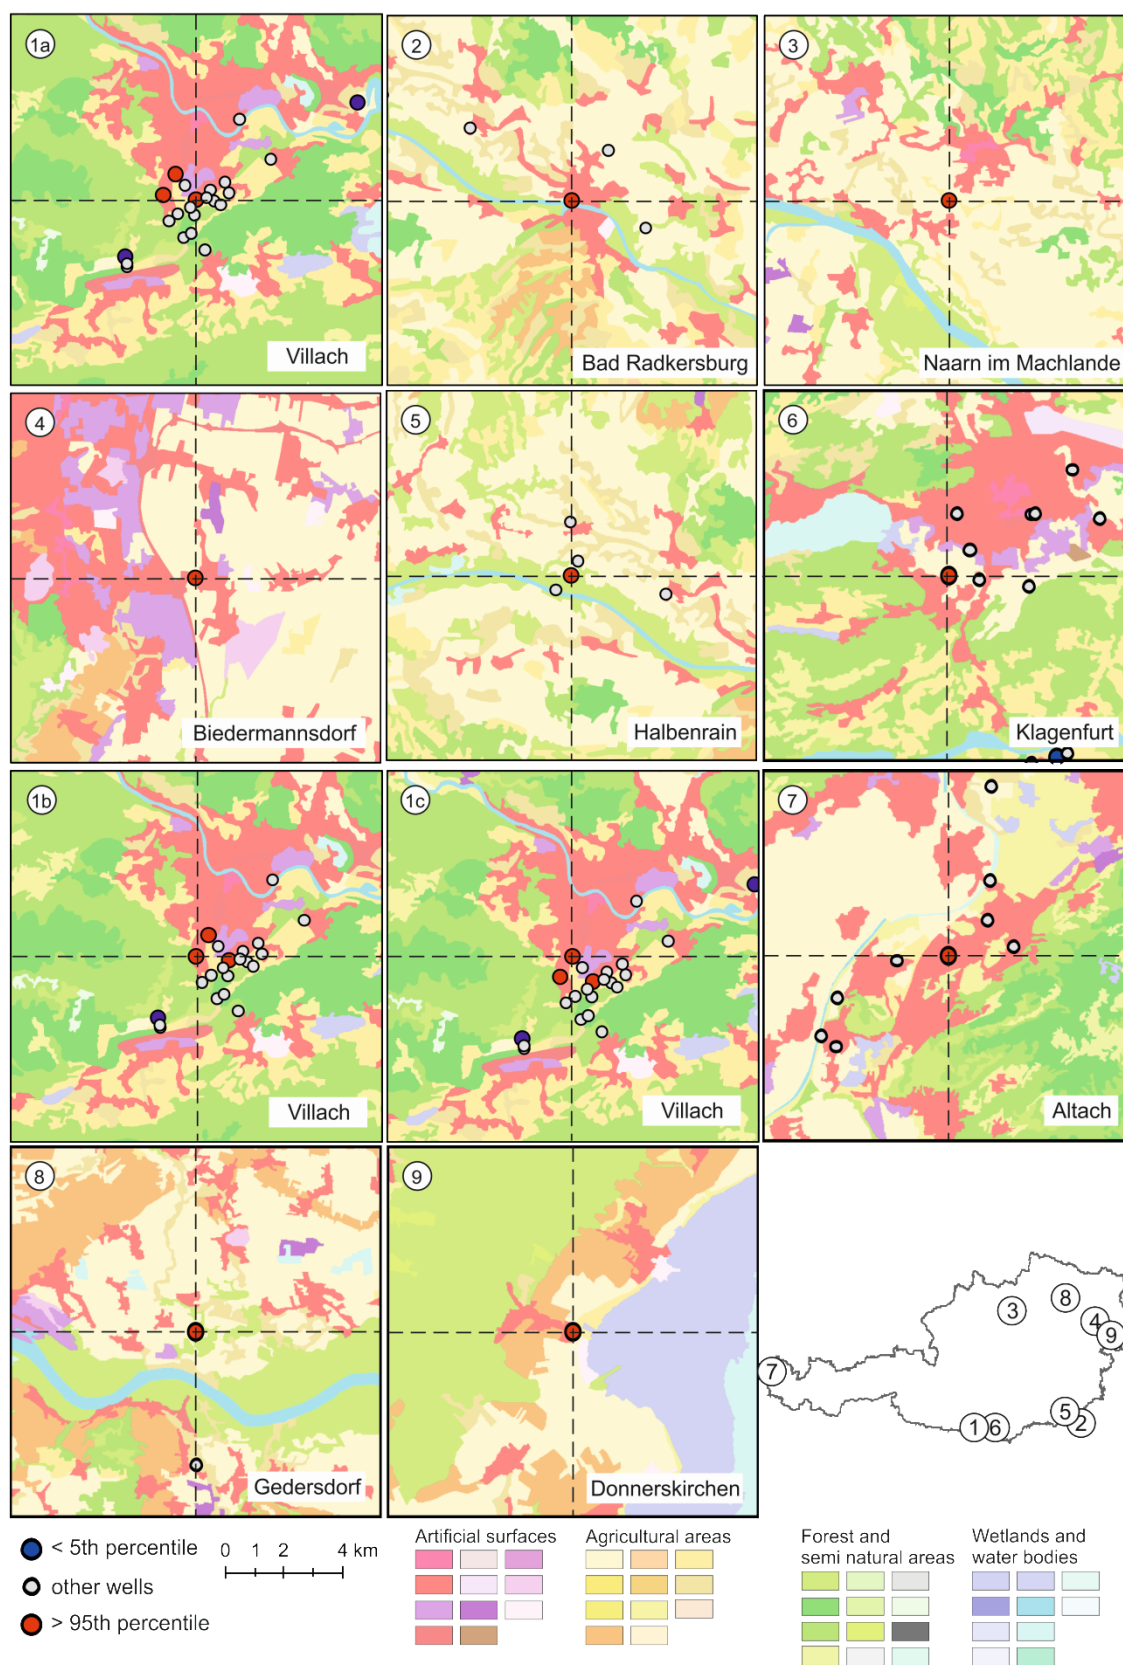 1a
2
3
Villach
Bad Radkersburg
Naarn im Machlande
4
5
6
Biedermannsdorf
Halbenrain
Klagenfurt
1b
1c
7
Villach
Villach
Altach
8
9
Gedersdorf
Donnerskirchen
3
8
4
9
7
5
2
1
6
< 5th percentile
other wells
> 95th percentile
0 1 2 4 km
Artificial surfaces
Agricultural areas
Forest and
semi natural areas
Wetlands and
water bodies